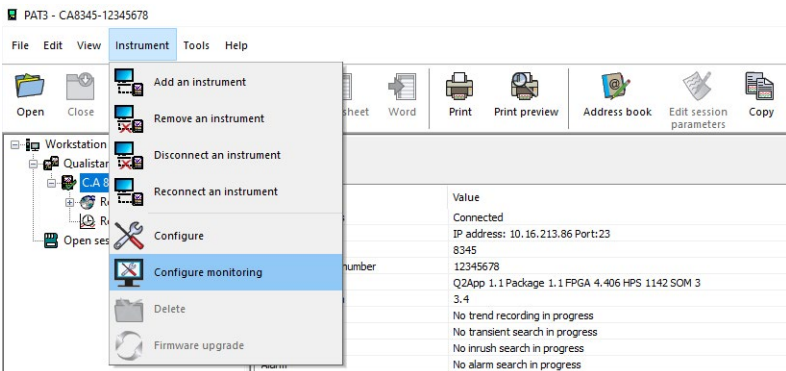 PAT3 - CA8345-12345678
File Edit View Instrument Tools Help
Open Close Word Print Print preview Address book Edit session parameters Copy
Add an instrument
Remove an instrument
Disconnect an instrument
Reconnect an instrument
Configure
Configure monitoring
Delete
Firmware upgrade
Workstation
Qualistar
C.A 8
Open ses
Value
Connected
IP address: 10.16.213.86 Port:23
8345
12345678
Q2App 1.1 Package 1.1 FPGA 4.406 HPS 1142 SOM 3
3.4
No trend recording in progress
No transient search in progress
No inrush search in progress
No alarm search in progress